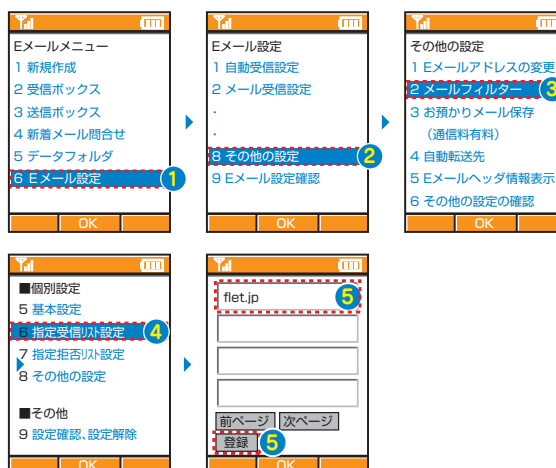 Eメールメニュー
1 新規作成
2 受信ボックス
3 送信ボックス
4 新着メール問合せ
5 データフォルダ
6 Eメール設定
1
OK
Eメール設定
1 自動受信設定
2 メール受信設定
・
・
8 その他の設定
2
9 Eメール設定確認
OK
その他の設定
1 Eメールアドレスの変更
2 メールフィルター
3
3 お預かりメール保存
（通信料有料）
4 自動転送先
5 Eメールヘッダ情報表示
6 その他の設定の確認
OK
■個別設定
5 基本設定
6 指定受信リスト設定
4
7 指定拒否リスト設定
8 その他の設定
■その他
9 設定確認、設定解除
OK
flet.jp
5
前ページ 次ページ
登録
5
OK